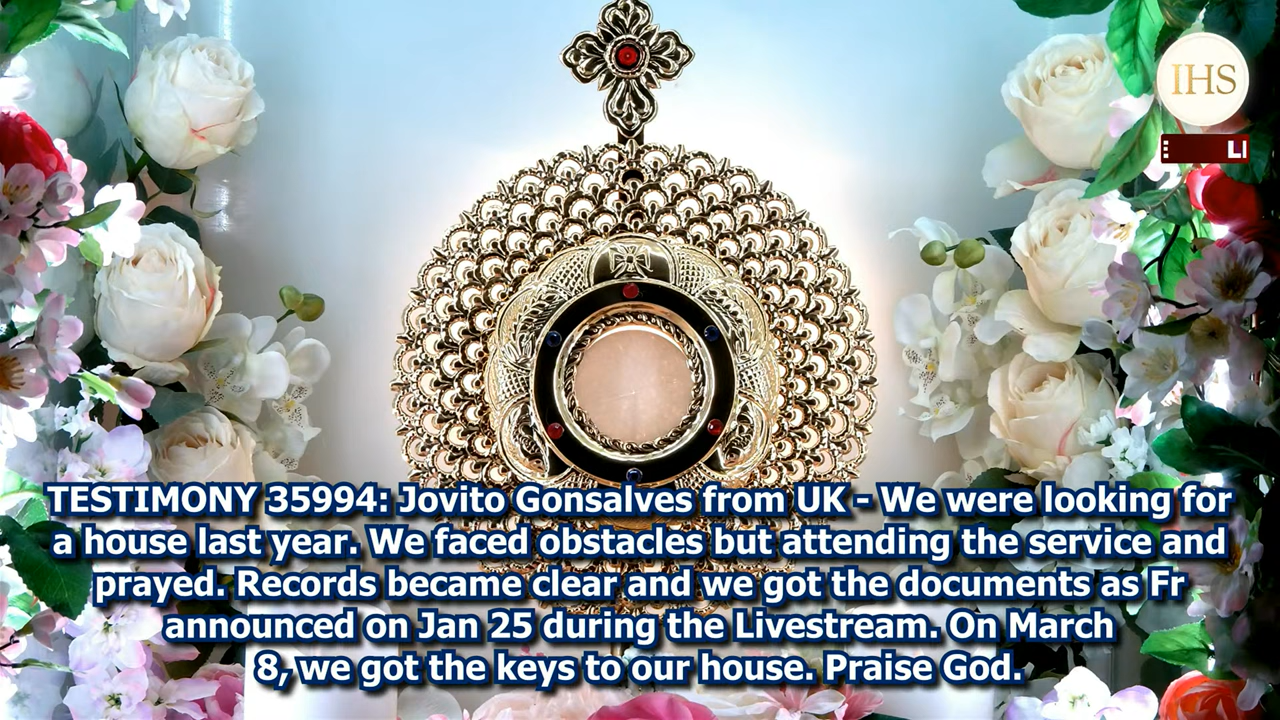 IHS
LI
TESTIMONY 35994: Jovito Gonsalves from UK - We were looking for
a house last year. We faced obstacles but attending the service and
prayed. Records became clear and we got the documents as Fr
announced on Jan 25 during the Livestream. On March
8, we got the keys to our house. Praise God.